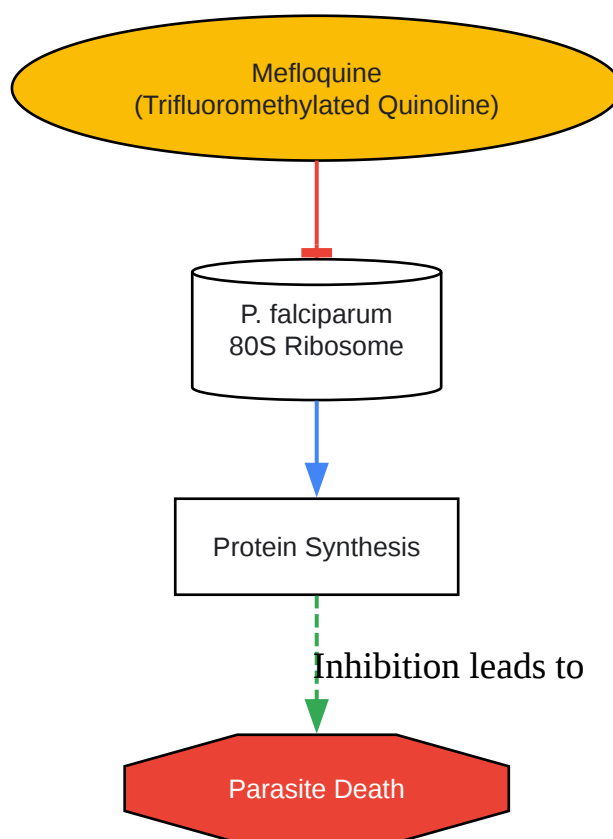 Mefloquine
(Trifluoromethylated Quinoline)
P. falciparum
80S Ribosome
Protein Synthesis
Inhibition leads to
Parasite Death